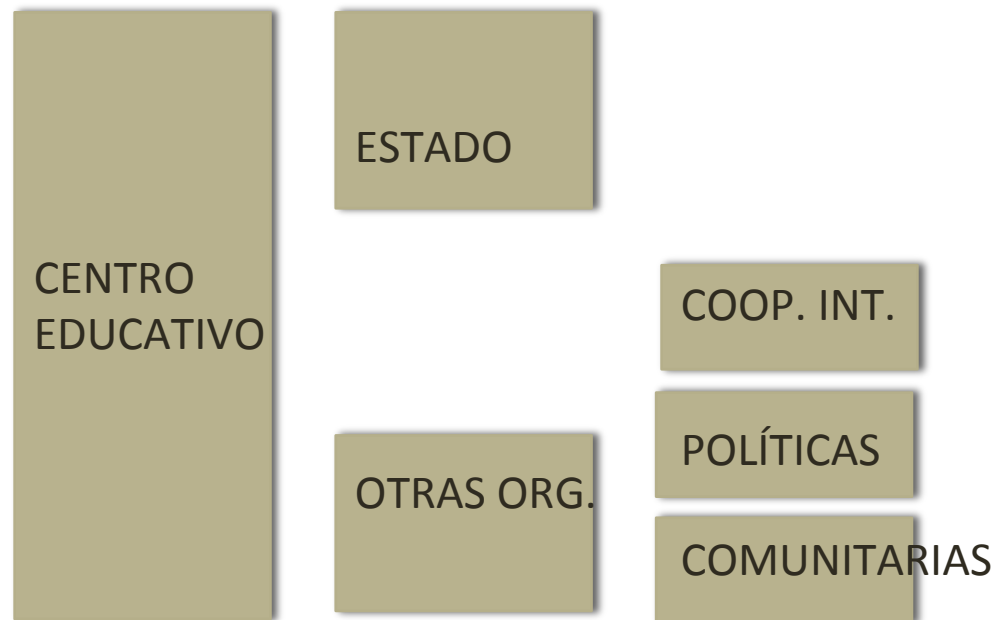 CENTRO
EDUCATIVO
ESTADO
OTRAS ORG.
COOP. INT.
POLÍTICAS
COMUNITARIAS